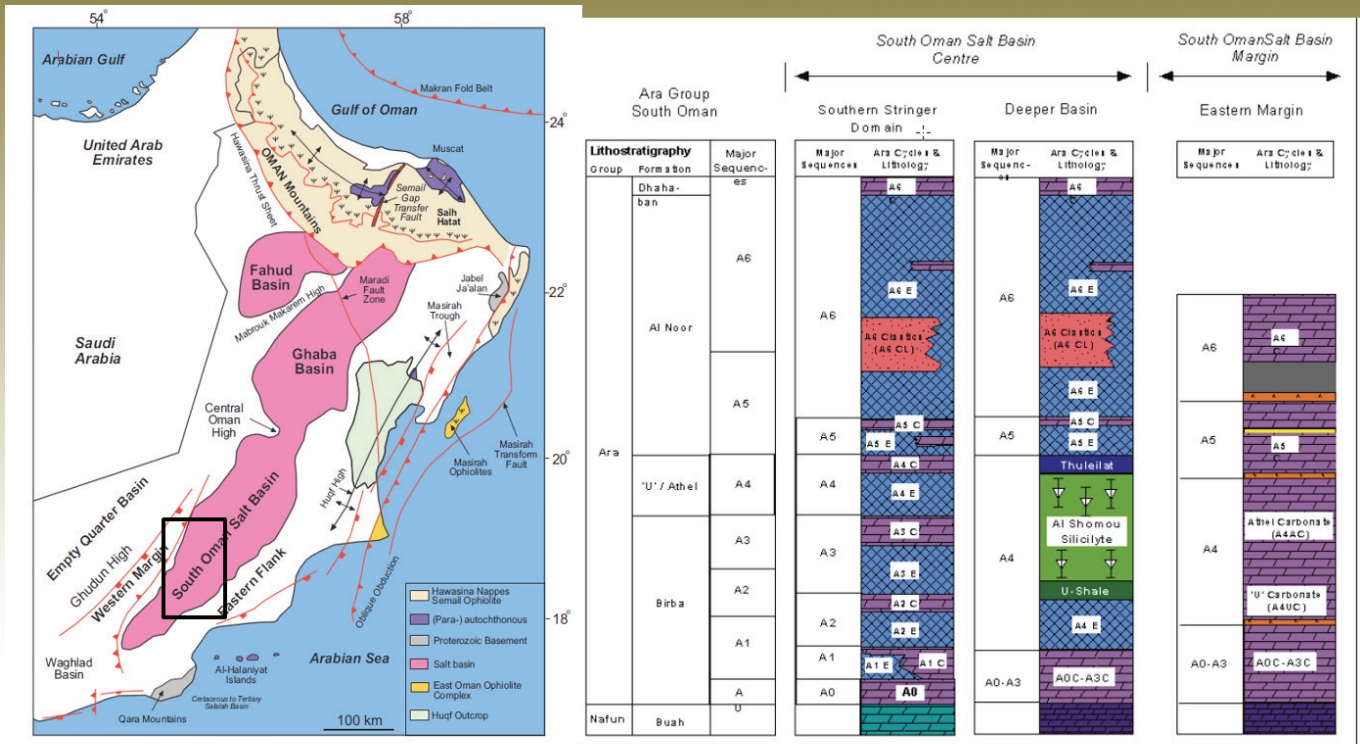 54°
58°
Arabian Gulf
Makran Fold Belt
Gulf of Oman
24°
United Arab
Emirates
Hawasina Thrust Sheet
OMAN Mountains
Muscat
Semail
Gap
Transfer
Fault
Saih
Hatat
Fahud
Basin
Maradi
Fault
Zone
Jabel
Ja'alan
22°
Mabrouk Makarem High
Masirah
Trough
Saudi
Arabia
Ghaba
Basin
Central
Oman
High
Masirah
Transform
Fault
Masirah
Ophiolites
20°
Huqf High
Empty Quarter Basin
Ghudun High
Western Margin
South Oman Salt Basin
Eastern Flank
Oblique Obduction
18°
Waghlad
Basin
Al-Halaniyat
Islands
Arabian Sea
Cretaceous to Tertiary
Salalah Basin
Qara Mountains
100 km
Hawasina Nappes
Semail Ophiolite
(Para-) autochthonous
Proterozoic Basement
Salt basin
East Oman Ophiolite
Complex
Huqf Outcrop
South Oman Salt Basin
Centre
South OmanSalt Basin
Margin
Ara Group
South Oman
Southern Stringer
Domain
Deeper Basin
Eastern Margin
Lithostratigraphy
Group Formation
Major
Sequenc-
es
Major
Sequences
Ara Cycles &
Lithology
Major
Sequenc-
es
Ara Cycles &
Lithology
Major
Sequences
Ara Cycles &
Lithology
Dhaha-
ban
Al Noor
Ara
'U' / Athel
Birba
Nafun
Buah
A6
A5
A4
A3
A2
A1
A
0
A6
A5
A4
A3
A2
A1
A0
A6
C
A6 E
A6 Clastics
(A6 CL)
A5 C
A5 E
A4 C
A4 E
A3 C
A3 E
A2 C
A2 E
A1 E
A1 C
A0
A6
A5
A4
A0-A3
A6
C
A6 E
A6 Clastics
(A6 CL)
A6 E
A5 C
A5 E
Thuleilat
Al Shomou
Silicilyte
U-Shale
A4 E
A0C-A3C
A6
A5
A4
A0-A3
A6
C
A5
C
Athel Carbonate
(A4AC)
'U' Carbonate
(A4UC)
A0C-A3C